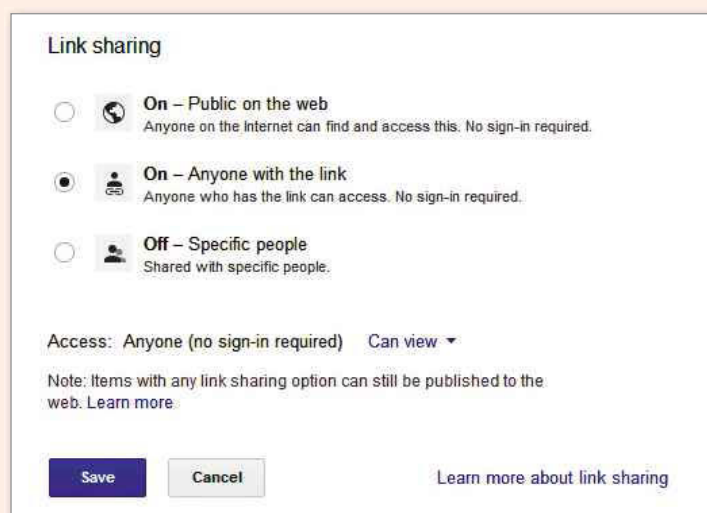 Link sharing
On – Public on the web
Anyone on the Internet can find and access this. No sign-in required.
On – Anyone with the link
Anyone who has the link can access. No sign-in required.
Off – Specific people
Shared with specific people.
Access: Anyone (no sign-in required) Can view
Note: Items with any link sharing option can still be published to the
web. Learn more
Save Cancel Learn more about link sharing